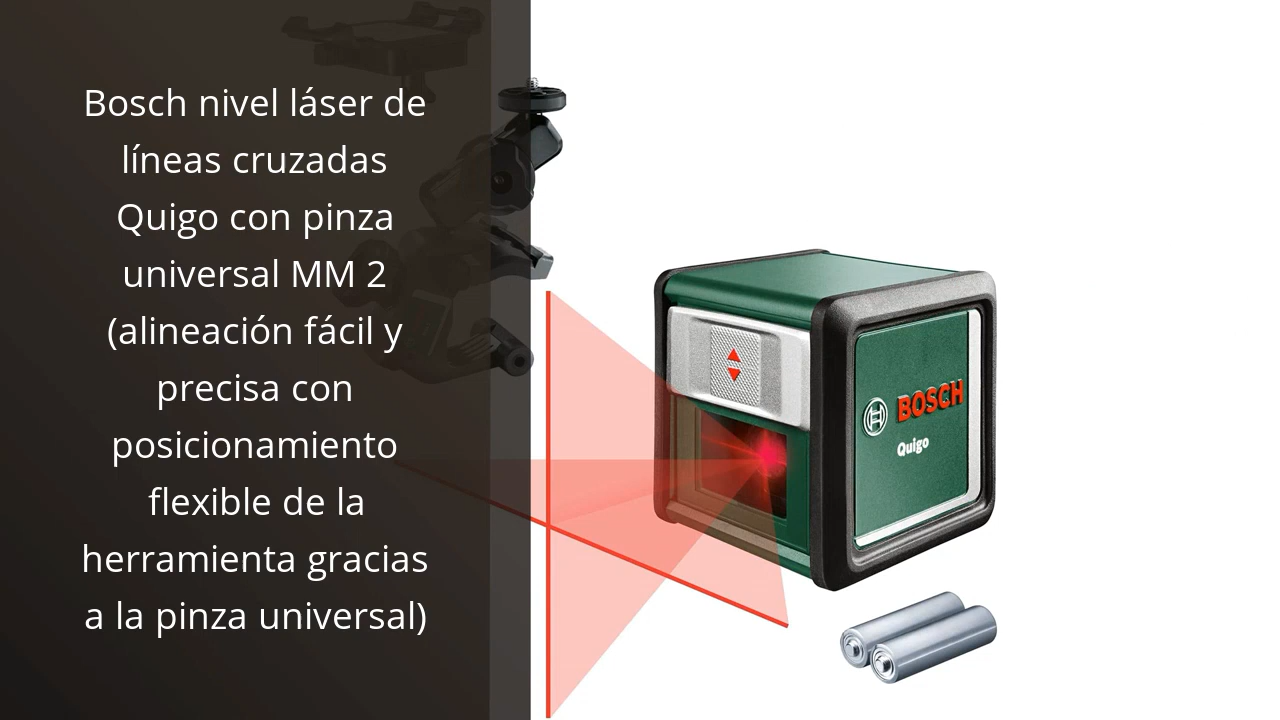 Bosch nivel láser de
líneas cruzadas
Quigo con pinza
universal MM 2
(alineación fácil y
precisa con
posicionamiento
flexible de la
herramienta gracias
a la pinza universal)
BOSCH
Quigo